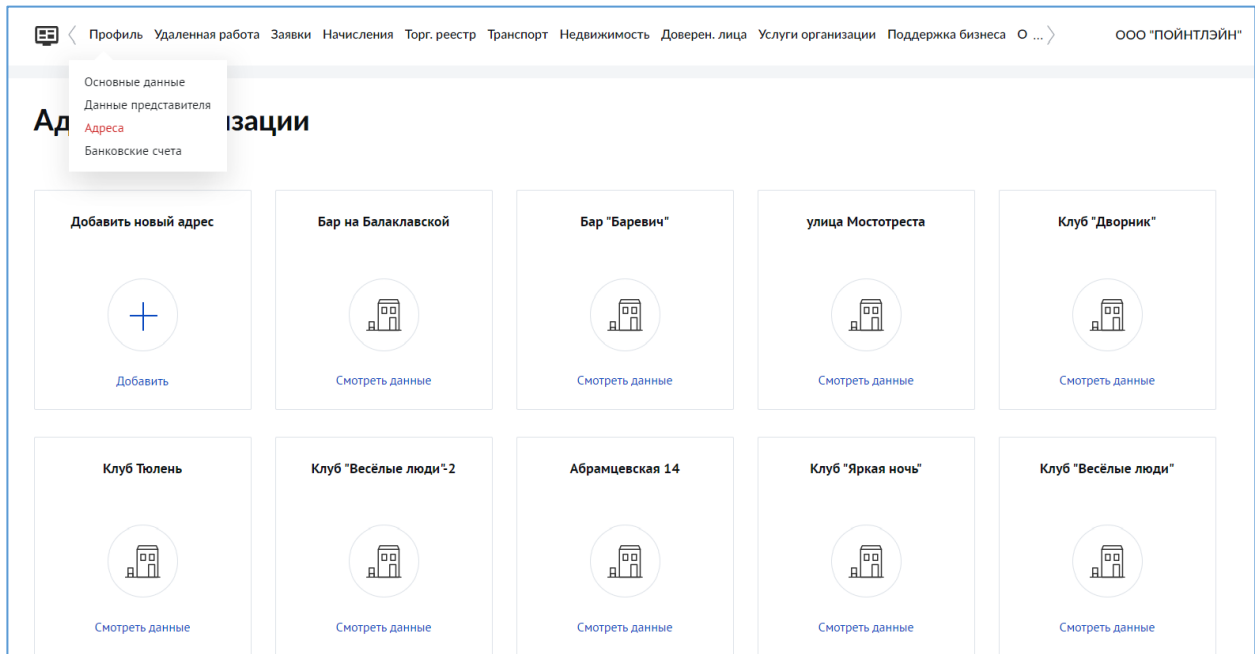 Профиль Удаленная работа Заявки Начисления Торг. реестр Транспорт Недвижимость Доверен. лица Услуги организации Поддержка бизнеса О ... ООО "ПОЙНТЛЭЙН"
Основные данные
Данные представителя
Адреса
Банковские счета
Ад изации
Добавить новый адрес
Добавить
Бар на Балаклавской
Смотреть данные
Бар "Баревич"
Смотреть данные
улица Мостотреста
Смотреть данные
Клуб "Дворник"
Смотреть данные
Клуб Тюлень
Смотреть данные
Клуб "Весёлые люди"-2
Смотреть данные
Абрамцевская 14
Смотреть данные
Клуб "Яркая ночь"
Смотреть данные
Клуб "Весёлые люди"
Смотреть данные